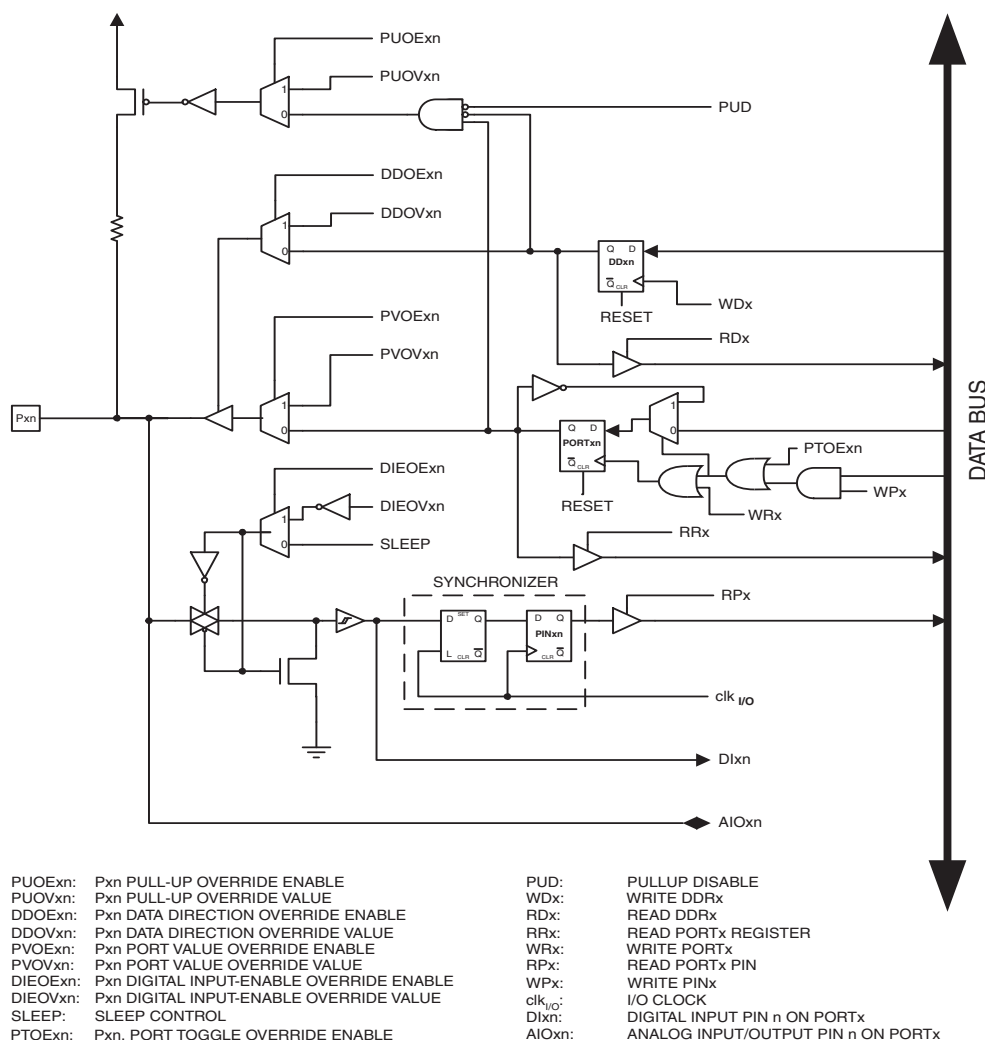 PUOExn
PUOVxn
1
0
PUD
DDOExn
DDOVxn
1
0
Q D
DDxn
Q CLR
WDx
RESET
RDx
PVOExn
PVOVxn
1
0
Pxn
1
0
Q D
PORTxn
Q CLR
PTOExn
WPx
RESET
WRx
RRx
DATA BUS
DIEOExn
DIEOVxn
1
0
SLEEP
SYNCHRONIZER
D SET Q
L CLR Q
D Q
PINxn
CLR Q
RPx
clk I/O
DIxn
AIOxn
PUOExn: Pxn PULL-UP OVERRIDE ENABLE
PUOVxn: Pxn PULL-UP OVERRIDE VALUE
DDOExn: Pxn DATA DIRECTION OVERRIDE ENABLE
DDOVxn: Pxn DATA DIRECTION OVERRIDE VALUE
PVOExn: Pxn PORT VALUE OVERRIDE ENABLE
PVOVxn: Pxn PORT VALUE OVERRIDE VALUE
DIEOExn: Pxn DIGITAL INPUT-ENABLE OVERRIDE ENABLE
DIEOVxn: Pxn DIGITAL INPUT-ENABLE OVERRIDE VALUE
SLEEP: SLEEP CONTROL
PTOExn: Pxn, PORT TOGGLE OVERRIDE ENABLE
PUD: PULLUP DISABLE
WDx: WRITE DDRx
RDx: READ DDRx
RRx: READ PORTx REGISTER
WRx: WRITE PORTx
RPx: READ PORTx PIN
WPx: WRITE PINx
clk I/O: I/O CLOCK
DIxn: DIGITAL INPUT PIN n ON PORTx
AIOxn: ANALOG INPUT/OUTPUT PIN n ON PORTx